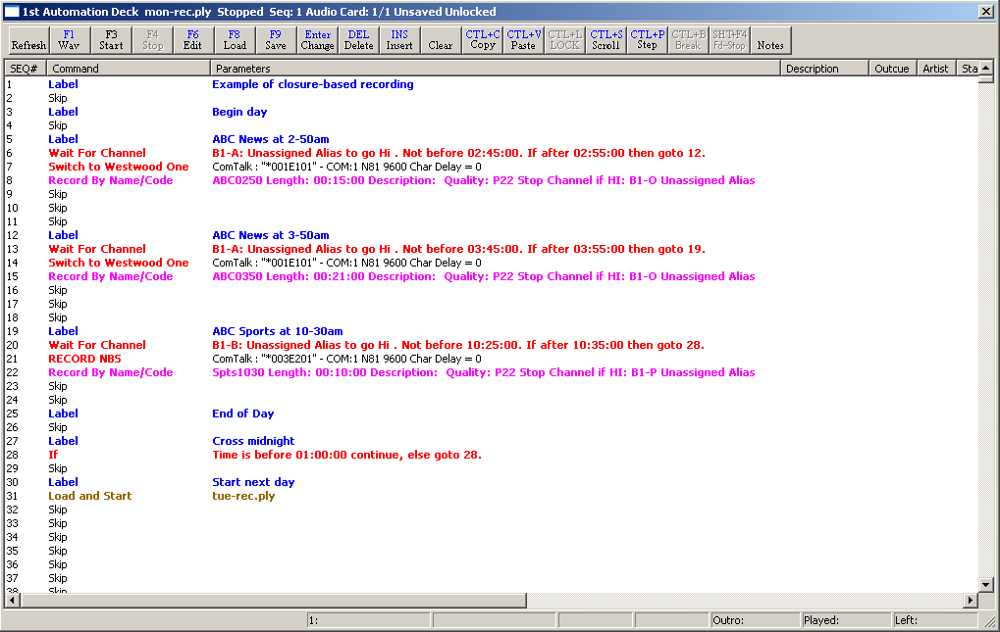 1st Automation Deck mon-rec.ply Stopped Seq: 1 Audio Card: 1/1 Unsaved Unlocked
Refresh F1 Wav F3 Start F4 Stop F6 Edit F8 Load F9 Save Enter Change DEL Delete INS Insert Clear CTL+C Copy CTL+V Paste CTL+L LOCK CTL+S Scroll CTL+P Step CTL+B Break SHT+F4 Fd-Stop Notes
SEQ# Command Parameters Description Outcue Artist Sta
1 Label Example of closure-based recording
2 Skip
3 Label Begin day
4 Skip
5 Label ABC News at 2-50am
6 Wait For Channel B1-A: Unassigned Alias to go Hi . Not before 02:45:00. If after 02:55:00 then goto 12.
7 Switch to Westwood One ComTalk : "*001E101" - COM:1 N81 9600 Char Delay = 0
8 Record By Name/Code ABC0250 Length: 00:15:00 Description: Quality: P22 Stop Channel if HI: B1-O Unassigned Alias
9 Skip
10 Skip
11 Skip
12 Label ABC News at 3-50am
13 Wait For Channel B1-A: Unassigned Alias to go Hi . Not before 03:45:00. If after 03:55:00 then goto 19.
14 Switch to Westwood One ComTalk : "*001E101" - COM:1 N81 9600 Char Delay = 0
15 Record By Name/Code ABC0350 Length: 00:21:00 Description: Quality: P22 Stop Channel if HI: B1-O Unassigned Alias
16 Skip
17 Skip
18 Skip
19 Label ABC Sports at 10-30am
20 Wait For Channel B1-B: Unassigned Alias to go Hi . Not before 10:25:00. If after 10:35:00 then goto 28.
21 RECORD NBS ComTalk : "*003E201" - COM:1 N81 9600 Char Delay = 0
22 Record By Name/Code Spts1030 Length: 00:10:00 Description: Quality: P22 Stop Channel if HI: B1-P Unassigned Alias
23 Skip
24 Skip
25 Label End of Day
26 Skip
27 Label Cross midnight
28 If Time is before 01:00:00 continue, else goto 28.
29 Skip
30 Label Start next day
31 Load and Start tue-rec.ply
32 Skip
33 Skip
34 Skip
35 Skip
36 Skip
37 Skip
38 Skip
1: Outro: Played: Left: